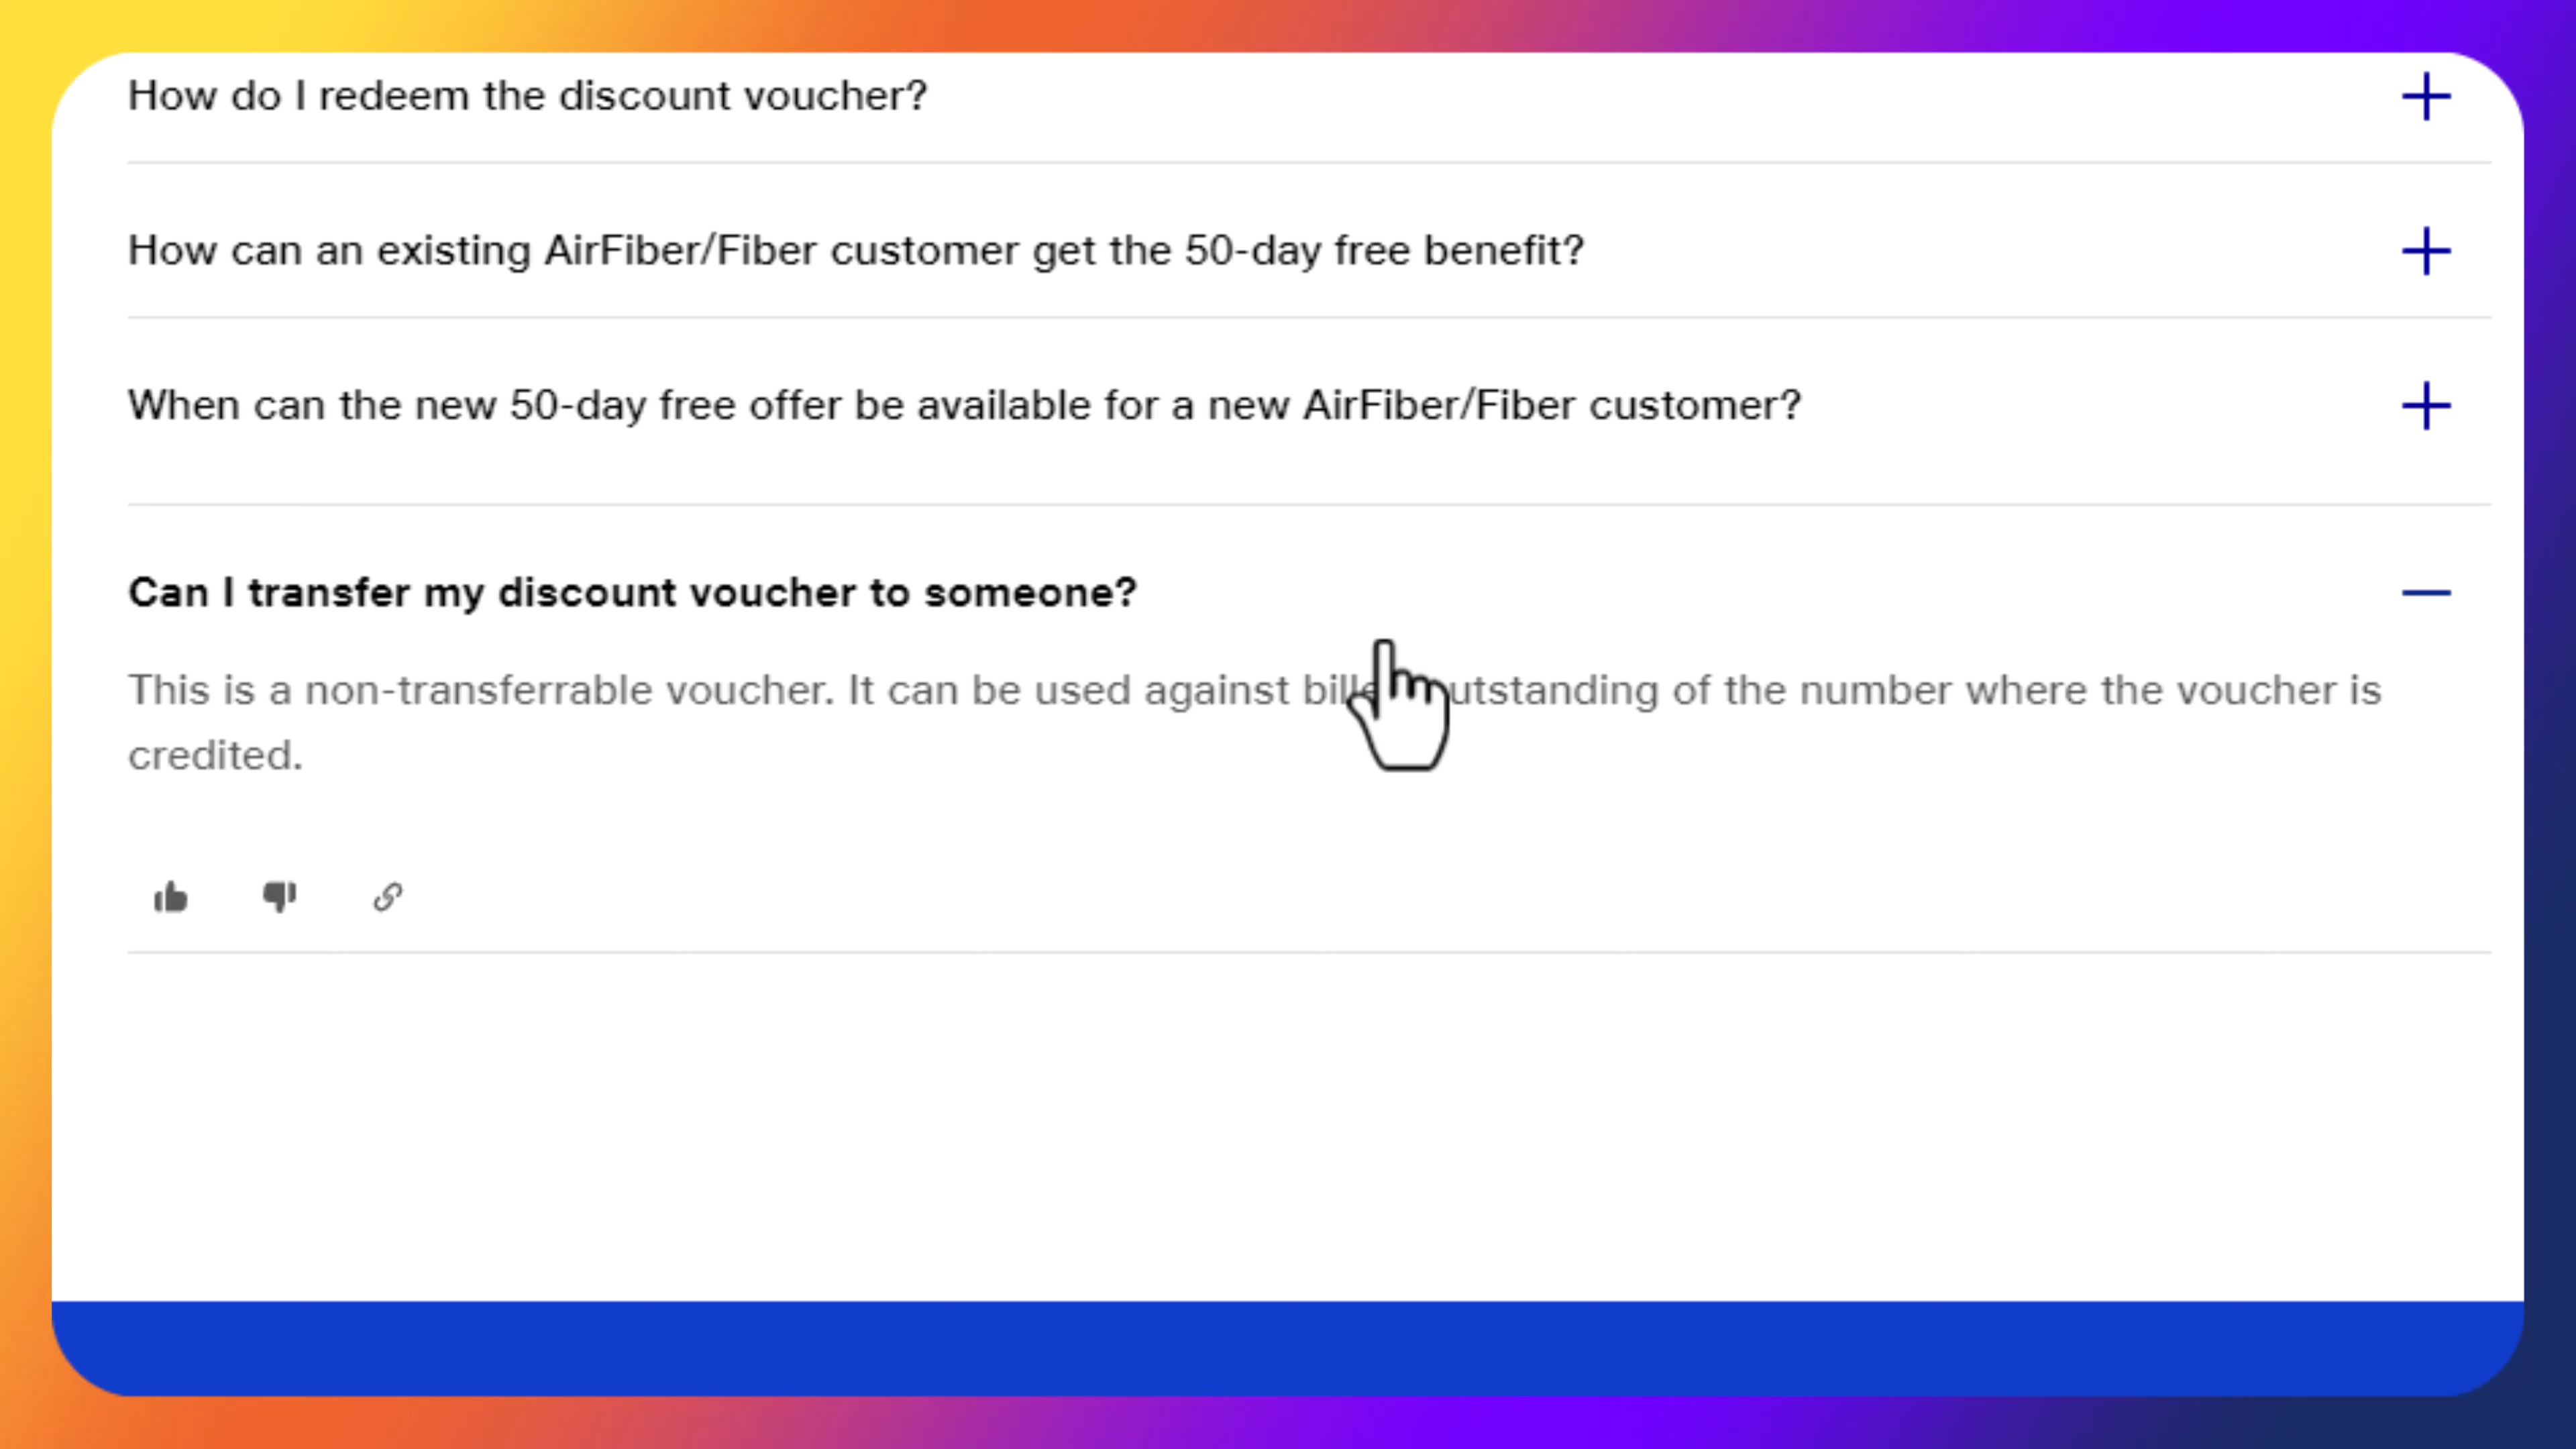 How do I redeem the discount voucher?
How can an existing AirFiber/Fiber customer get the 50-day free benefit?
When can the new 50-day free offer be available for a new AirFiber/Fiber customer?
Can I transfer my discount voucher to someone?
This is a non-transferrable voucher. It can be used against of the number where the voucher is
credited.